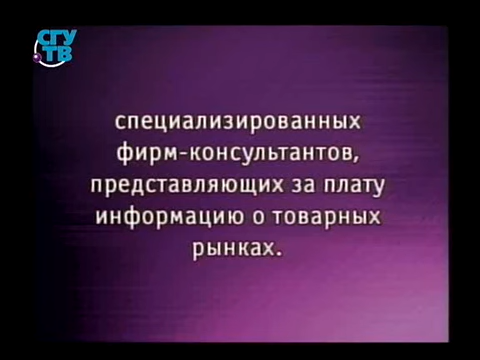 СГУ
ТВ
специализированных
фирм-консультантов,
представляющих за плату
информацию о товарных
рынках.